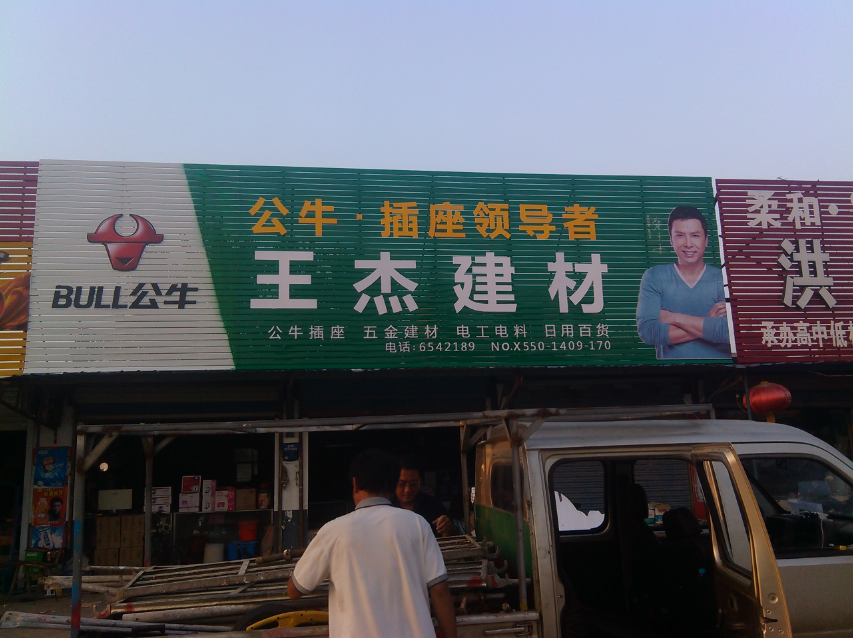 公牛·插座领导者
BULL公牛
王杰建材
公牛插座 五金建材 电工电料 日用百货
电话:6542189 NO.X550-1409-170
柔和·
洪
承办高中低